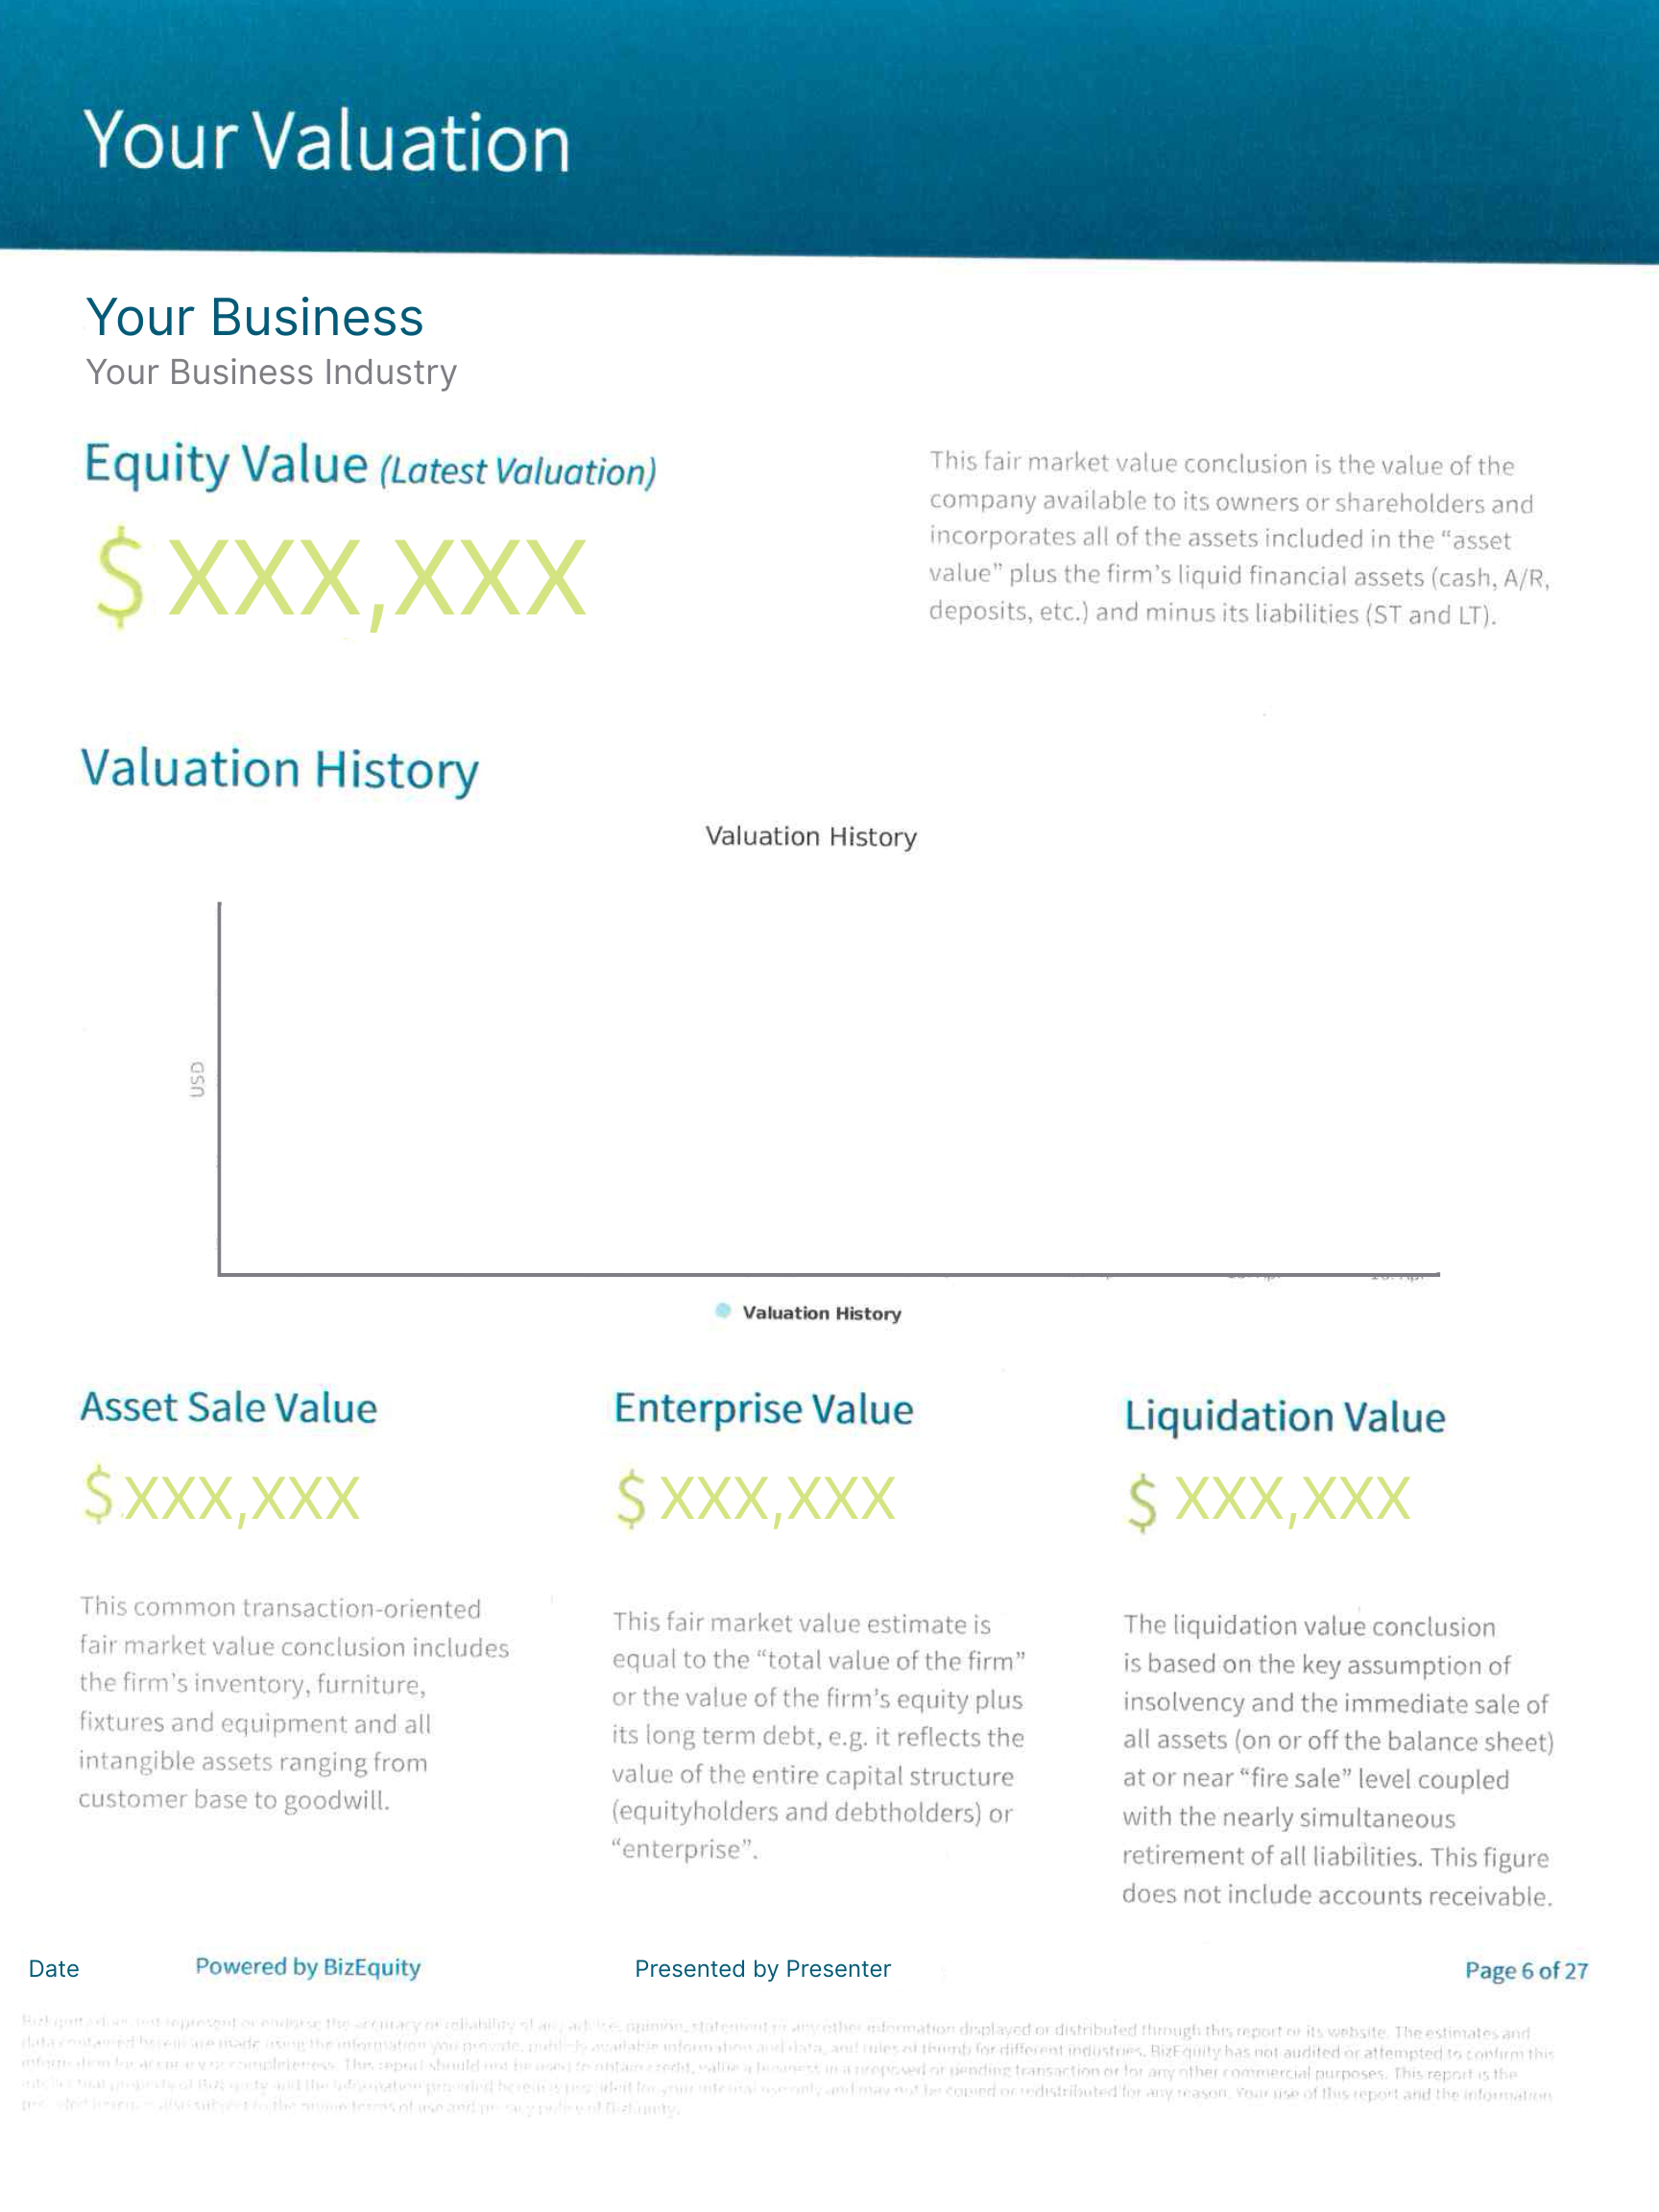 Your Valuation
Your Business
Your Business Industry
Equity Value (Latest Valuation)
$ XXX,XXX
This fair market value conclusion is the value of the
company available to its owners or shareholders and
incorporates all of the assets included in the “asset
value” plus the firm’s liquid financial assets (cash, A/R,
deposits, etc.) and minus its liabilities (ST and LT).
Valuation History
Valuation History
USD
Valuation History
Asset Sale Value
$ XXX,XXX
This common transaction-oriented
fair market value conclusion includes
the firm’s inventory, furniture,
fixtures and equipment and all
intangible assets ranging from
customer base to goodwill.
Enterprise Value
$ XXX,XXX
This fair market value estimate is
equal to the “total value of the firm”
or the value of the firm’s equity plus
its long term debt, e.g. it reflects the
value of the entire capital structure
(equityholders and debtholders) or
“enterprise”.
Liquidation Value
$ XXX,XXX
The liquidation value conclusion
is based on the key assumption of
insolvency and the immediate sale of
all assets (on or off the balance sheet)
at or near “fire sale” level coupled
with the nearly simultaneous
retirement of all liabilities. This figure
does not include accounts receivable.
Date Powered by BizEquity Presented by Presenter Page 6 of 27
BizEquity does not represent or endorse the accuracy or reliability of any advice, opinion, statement or any other information displayed or distributed through this report or its website. The estimates and
data contained herein are made using the information you provide, publicly available information and data, and rules of thumb for different industries. BizEquity has not audited or attempted to confirm this
information for accuracy or completeness. This report should not be used to obtain credit, value a business in a proposed or pending transaction or for any other commercial purposes. This report is the
intellectual property of BizEquity and the information provided herein is provided for your internal use only and may not be copied or redistributed for any reason. Your use of this report and the information
provided herein is also subject to the online terms of use and privacy policy of BizEquity.